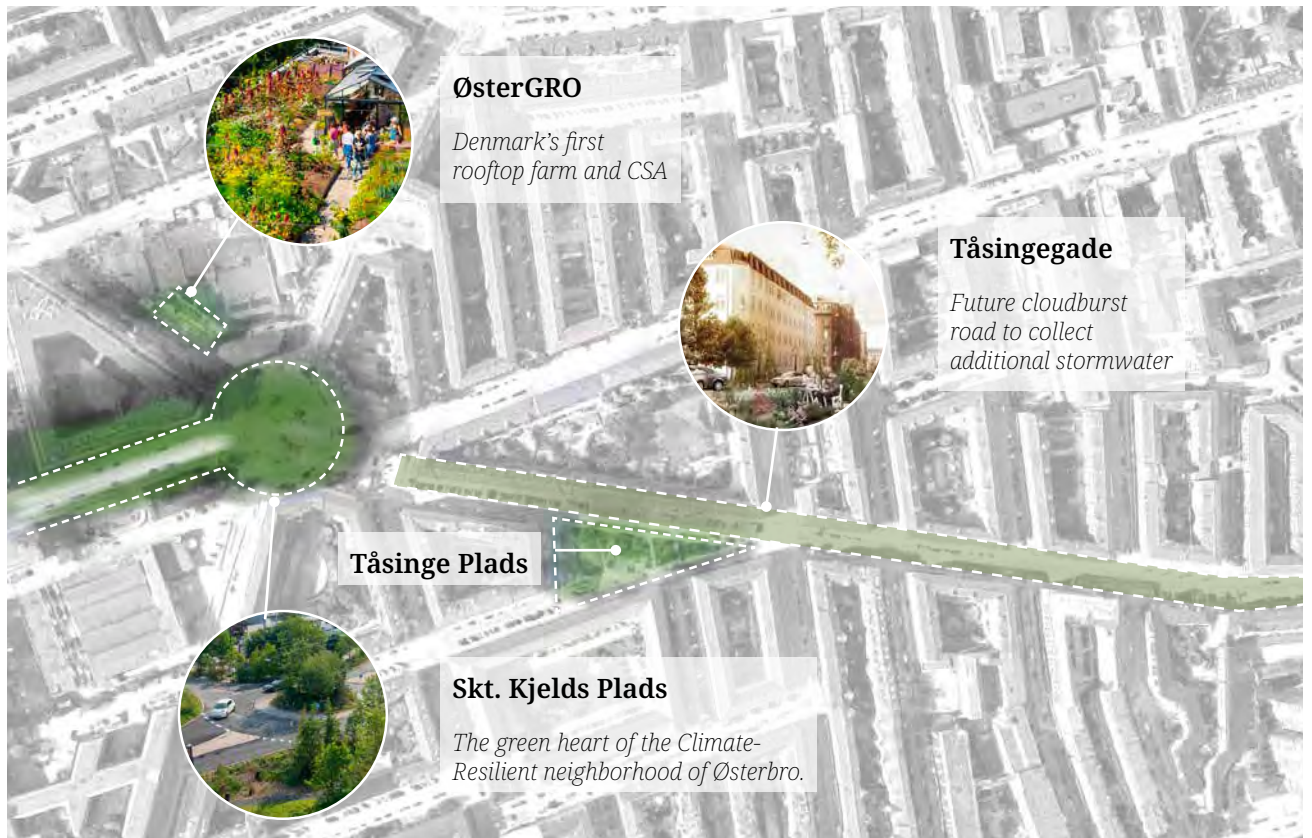 ØsterGRO
Denmark’s first
rooftop farm and CSA
Tåsingegade
Future cloudburst
road to collect
additional stormwater
Tåsinge Plads
Skt. Kjelds Plads
The green heart of the Climate-
Resilient neighborhood of Østerbro.